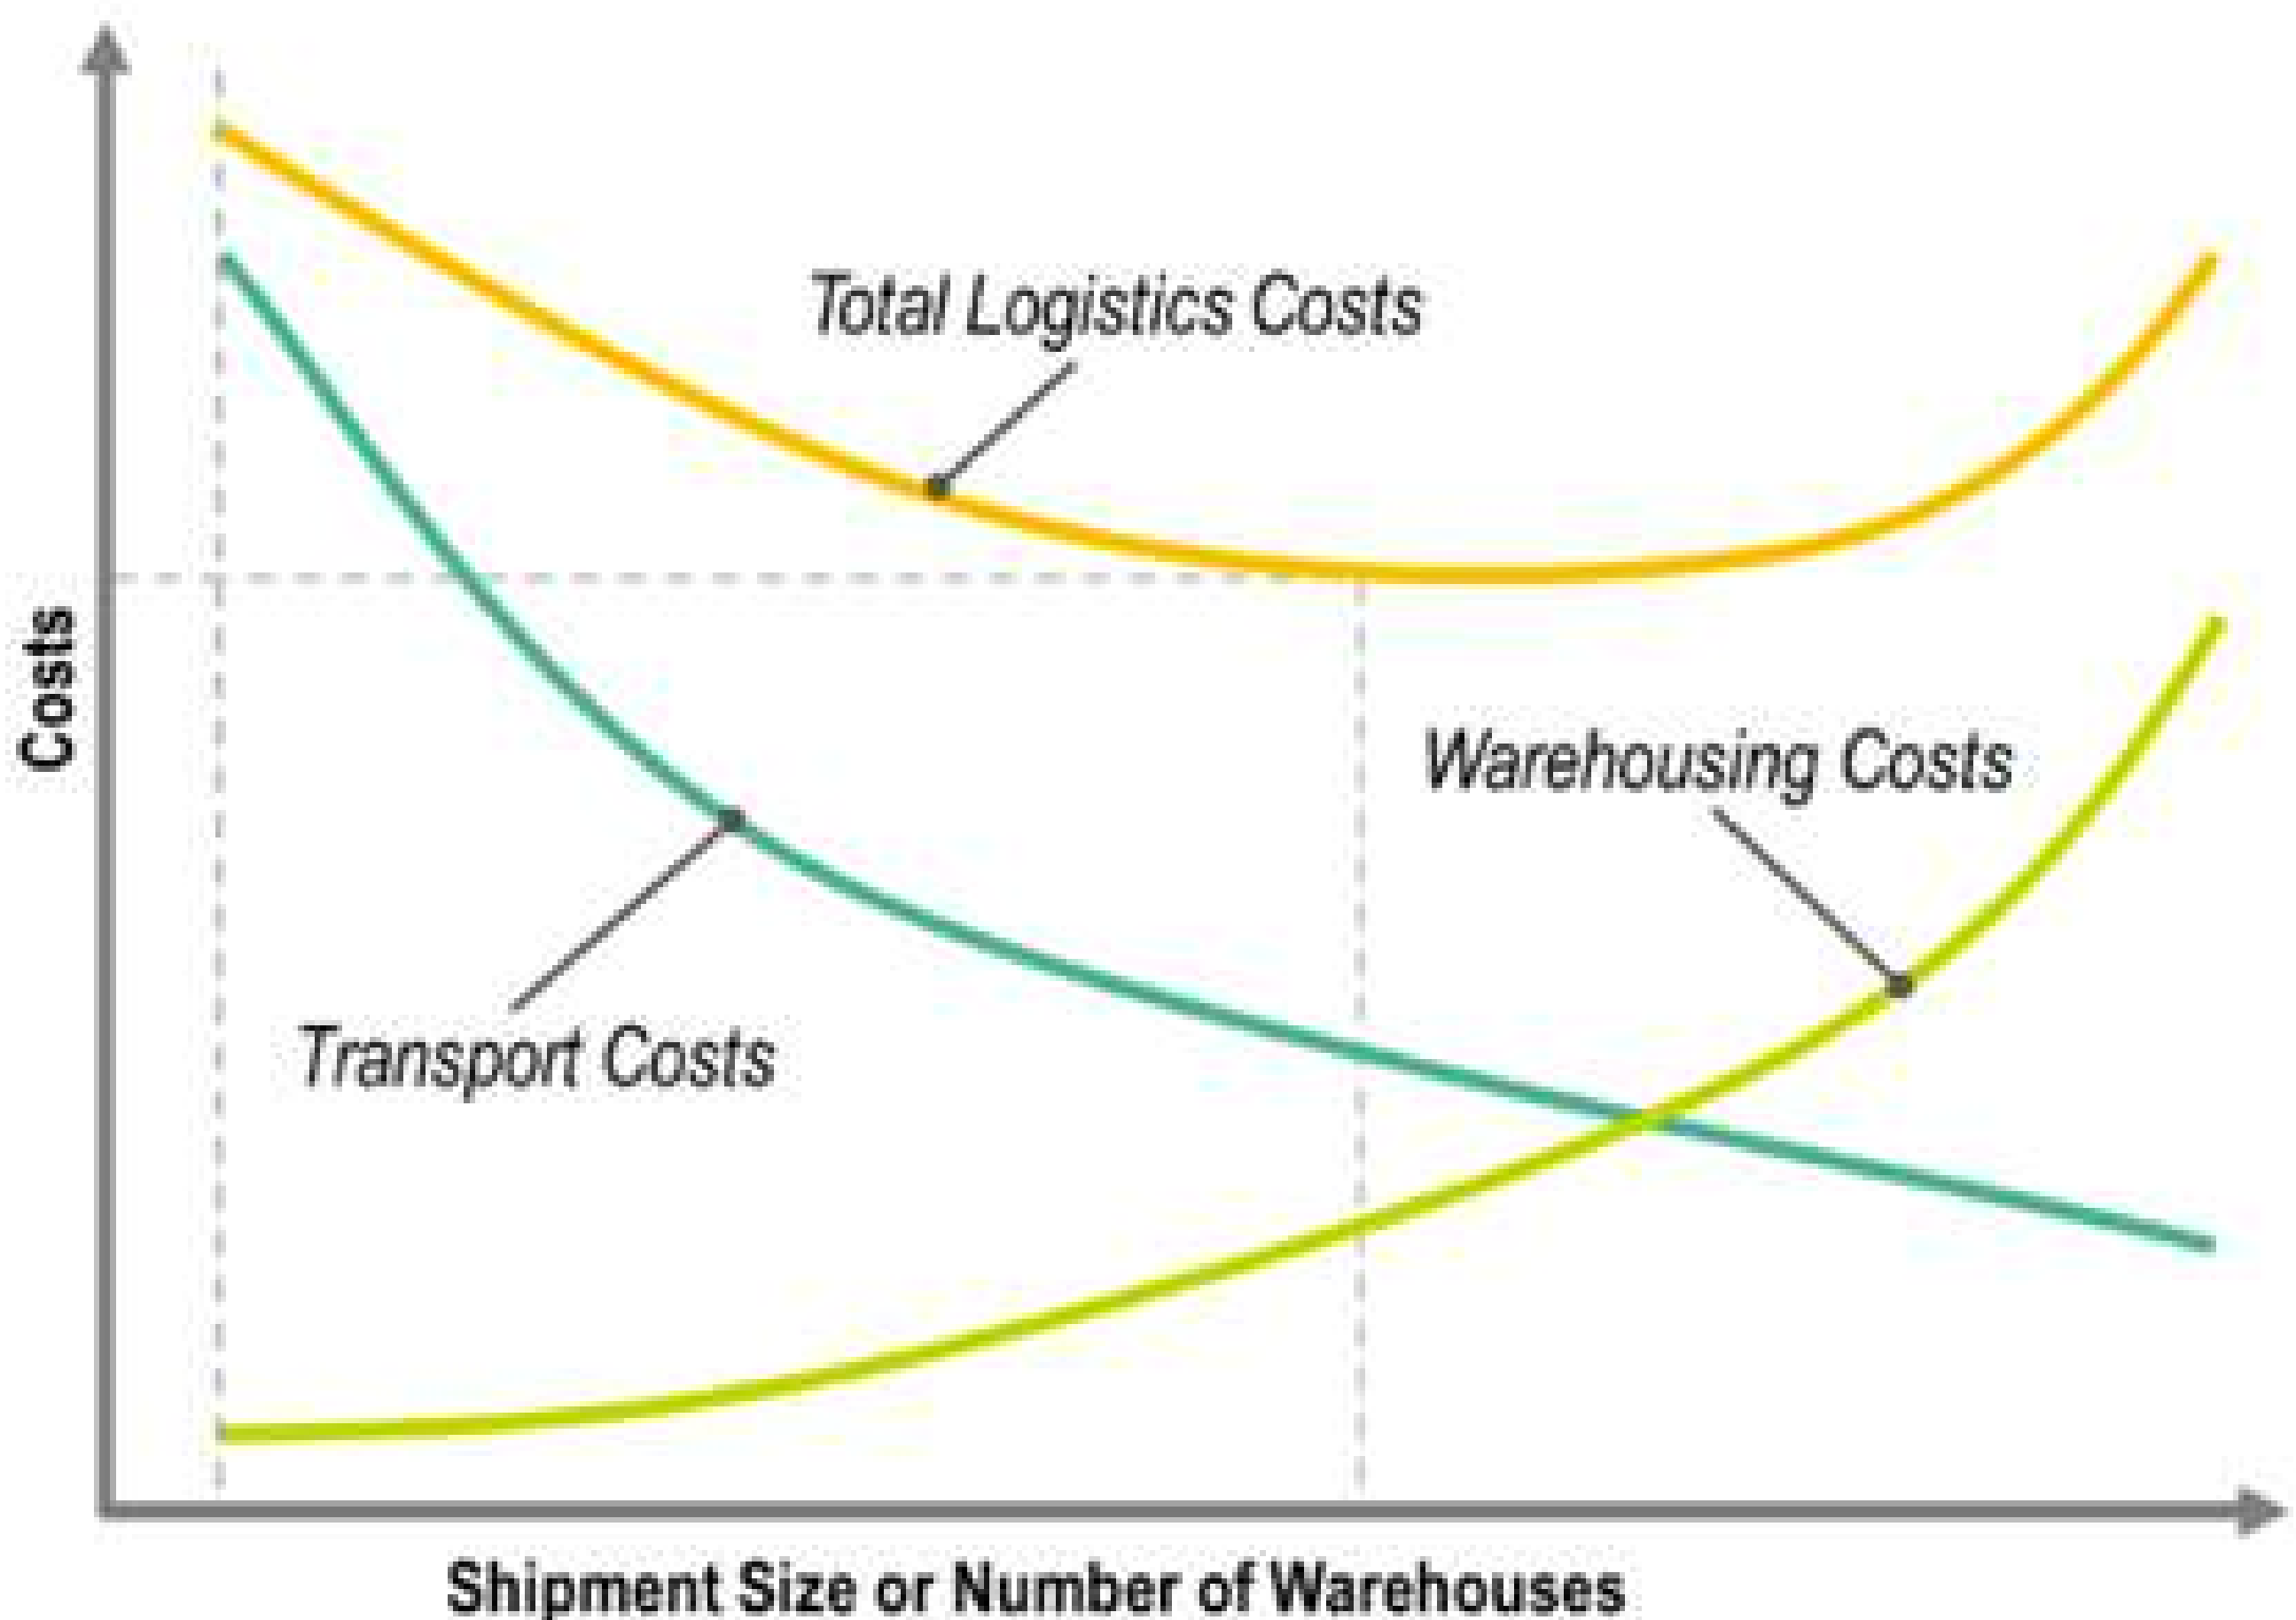 Total Logistics Costs
Costs
Warehousing Costs
Transport Costs
Shipment Size or Number of Warehouses